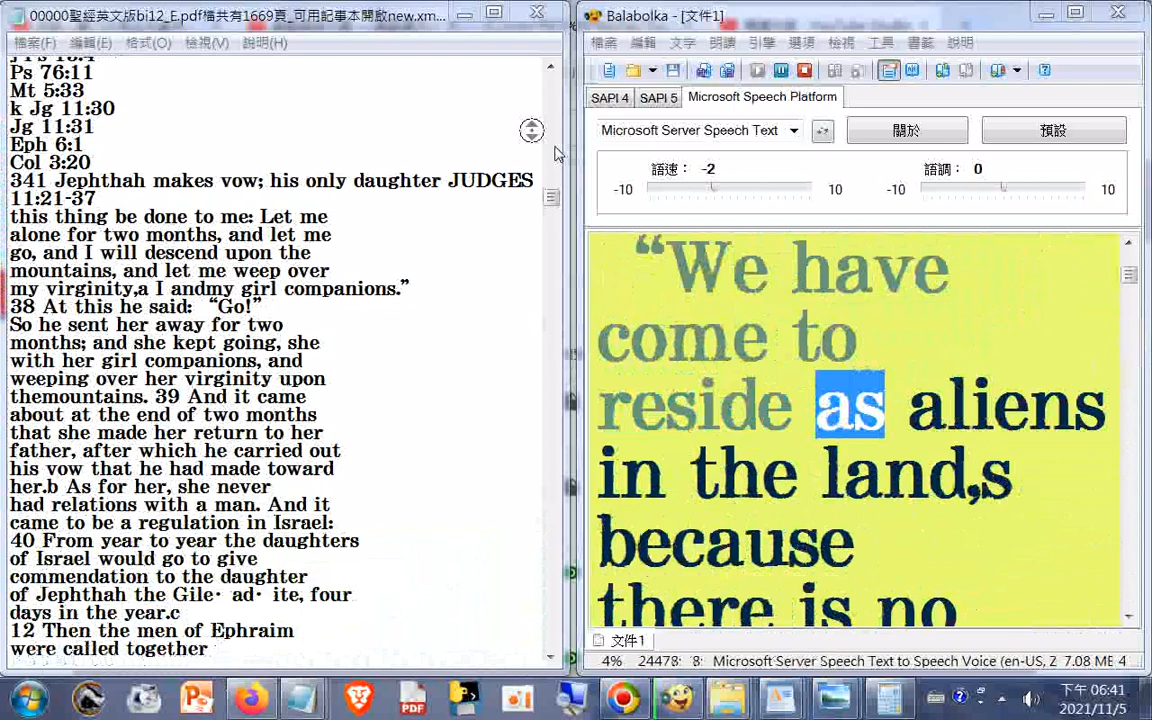 00000聖經英文版bi12_E.pdf檔共有1669頁_可用記事本開啟new.xm...
檔案(F) 編輯(E) 格式(O) 檢視(V) 說明(H)
Ps 76:11
Mt 5:33
k Jg 11:30
Jg 11:31
Eph 6:1
Col 3:20
341 Jephthah makes vow; his only daughter JUDGES
11:21-37
this thing be done to me: Let me
alone for two months, and let me
go, and I will descend upon the
mountains, and let me weep over
my virginity,a I andmy girl companions.”
38 At this he said: “Go!”
So he sent her away for two
months; and she kept going, she
with her girl companions, and
weeping over her virginity upon
themountains. 39 And it came
about at the end of two months
that she made her return to her
father, after which he carried out
his vow that he had made toward
her.b As for her, she never
had relations with a man. And it
came to be a regulation in Israel:
40 From year to year the daughters
of Israel would go to give
commendation to the daughter
of Jephthah the Gile· ad· ite, four
days in the year.c
12 Then the men of Ephraim
were called together
Balabolka - [文件1]
檔案 編輯 文字 朗讀 引擎 選項 檢視 工具 書籤 說明
SAPI 4 SAPI 5 Microsoft Speech Platform
Microsoft Server Speech Text 關於 預設
語速： -2 語調： 0
-10 10 -10 10
“We have
come to
reside as aliens
in the land,s
because
there is no
文件1
4% 24478: 8: Microsoft Server Speech Text to Speech Voice (en-US, Z 7.08 ME 4
PDF
下午 06:41
2021/11/5